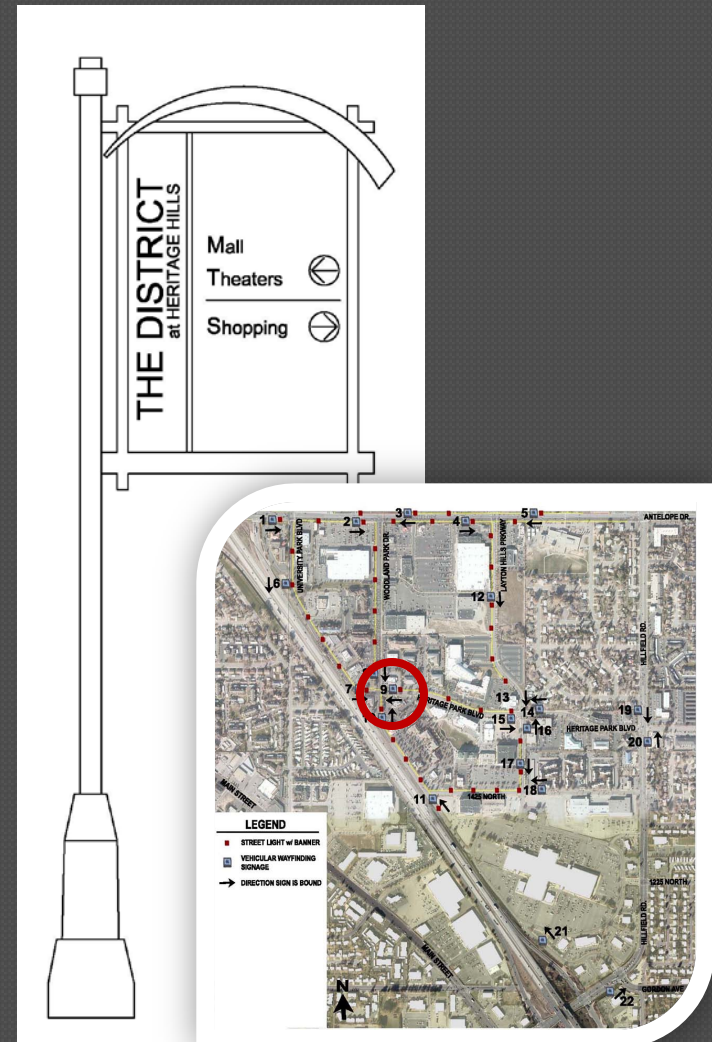 THE DISTRICT
at HERITAGE HILLS
Mall
Theaters
Shopping
1
2
3
4
5
ANTELOPE DR.
UNIVERSITY PARK BLVD
WOODLAND PARK DR.
LAYTON HILLS PRKWAY
6
12
HILLFIELD RD.
7
9
HERITAGE PARK BLVD
13
14
15
16
19
HERITAGE PARK BLVD
20
17
18
MAIN STREET
11
1425 NORTH
LEGEND
STREET LIGHT w/ BANNER
VEHICULAR WAYFINDING
SIGNAGE
DIRECTION SIGN IS BOUND
1225 NORTH
HILLFIELD RD.
21
MAIN STREET
N
22
GORDON AVE